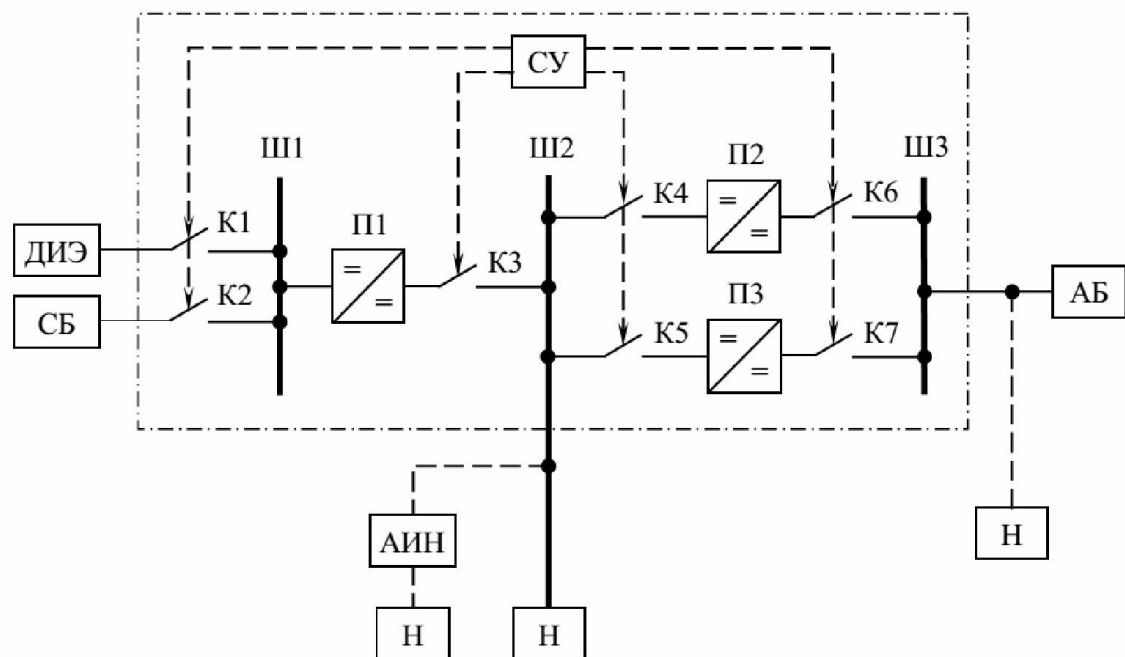 СУ
Ш1
Ш2
П2
Ш3
К4
К6
К1
П1
ДИЭ
=
=
=
=
К3
АБ
К2
СБ
К5
П3
К7
=
=
Н
АИН
Н
Н